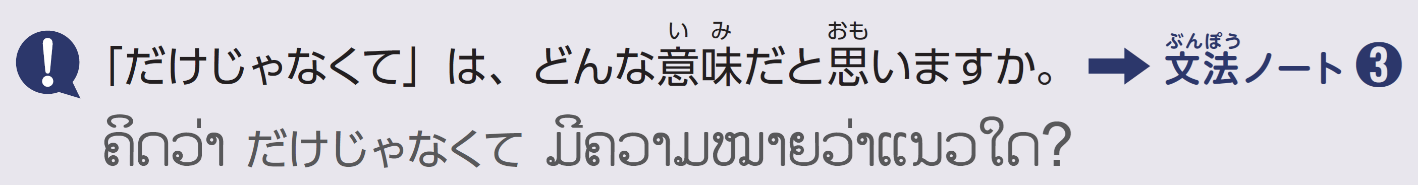 「だけじゃなくて」は、どんな意味だと思いますか。➡ 文法ノート❸
ຄິດວ່າ だけじゃなくて ມີຄວາມໝາຍວ່າແນວໃດ?